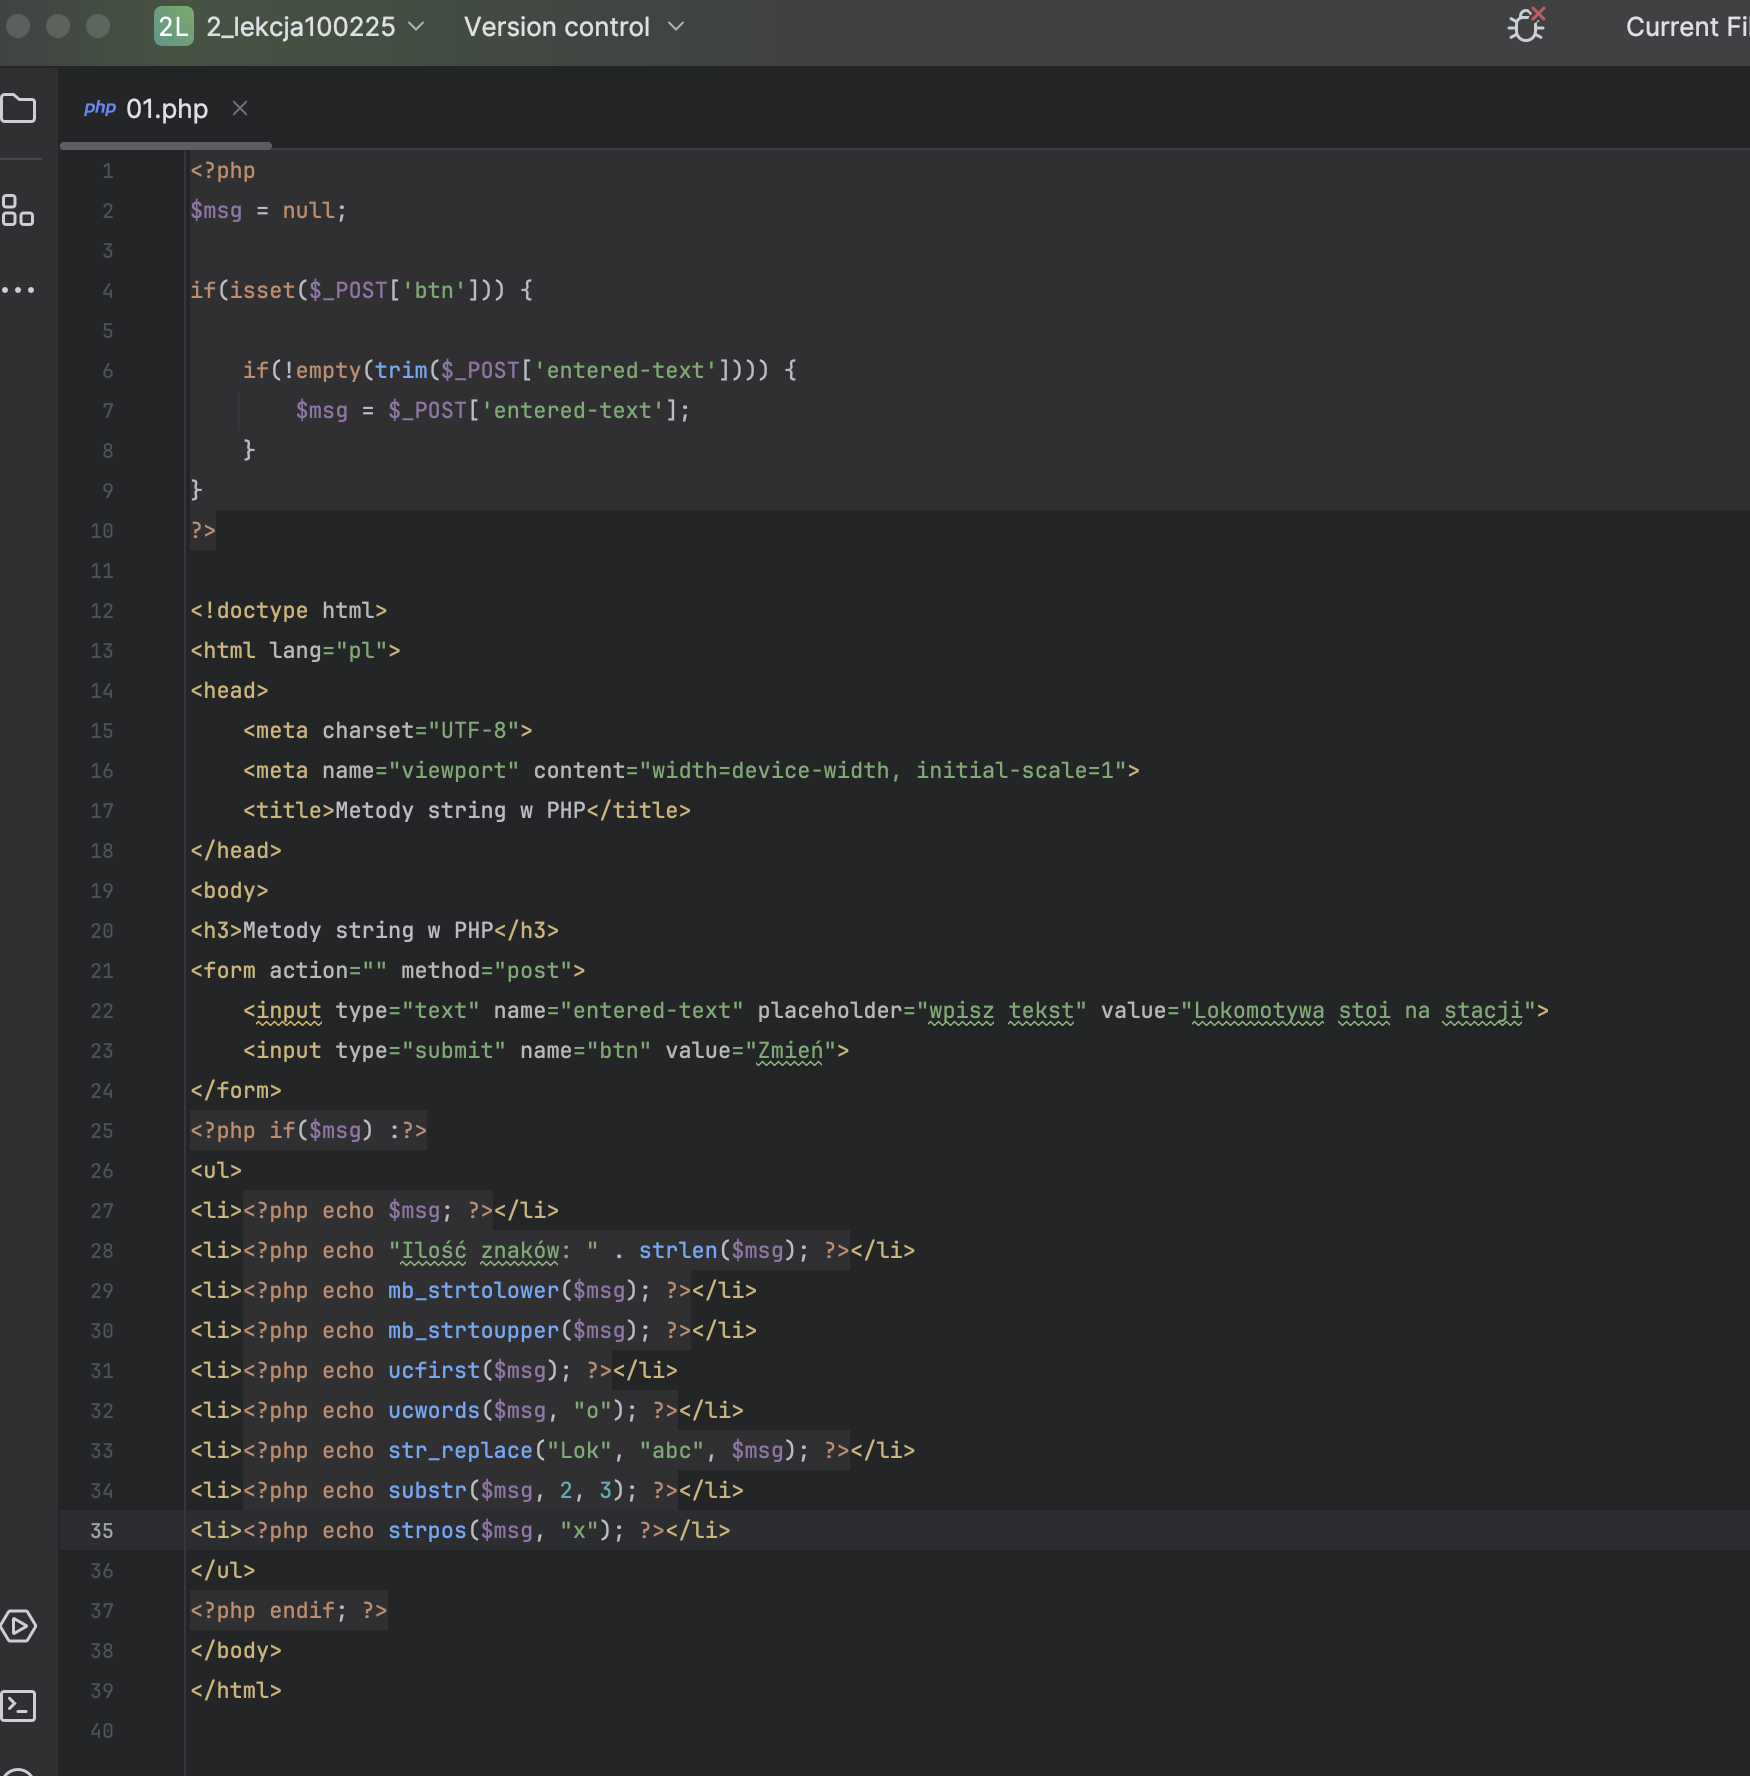 2L 2_lekcja100225 Version control Current Fi
php 01.php
1 <?php
2 $msg = null;
3
4 if(isset($_POST['btn'])) {
5
6     if(!empty(trim($_POST['entered-text']))) {
7         $msg = $_POST['entered-text'];
8     }
9 }
10 ?>
11
12 <!doctype html>
13 <html lang="pl">
14 <head>
15     <meta charset="UTF-8">
16     <meta name="viewport" content="width=device-width, initial-scale=1">
17     <title>Metody string w PHP</title>
18 </head>
19 <body>
20 <h3>Metody string w PHP</h3>
21 <form action="" method="post">
22     <input type="text" name="entered-text" placeholder="wpisz tekst" value="Lokomotywa stoi na stacji">
23     <input type="submit" name="btn" value="Zmień">
24 </form>
25 <?php if($msg) :?>
26 <ul>
27 <li><?php echo $msg; ?></li>
28 <li><?php echo "Ilość znaków: " . strlen($msg); ?></li>
29 <li><?php echo mb_strtolower($msg); ?></li>
30 <li><?php echo mb_strtoupper($msg); ?></li>
31 <li><?php echo ucfirst($msg); ?></li>
32 <li><?php echo ucwords($msg, "o"); ?></li>
33 <li><?php echo str_replace("Lok", "abc", $msg); ?></li>
34 <li><?php echo substr($msg, 2, 3); ?></li>
35 <li><?php echo strpos($msg, "x"); ?></li>
36 </ul>
37 <?php endif; ?>
38 </body>
39 </html>
40